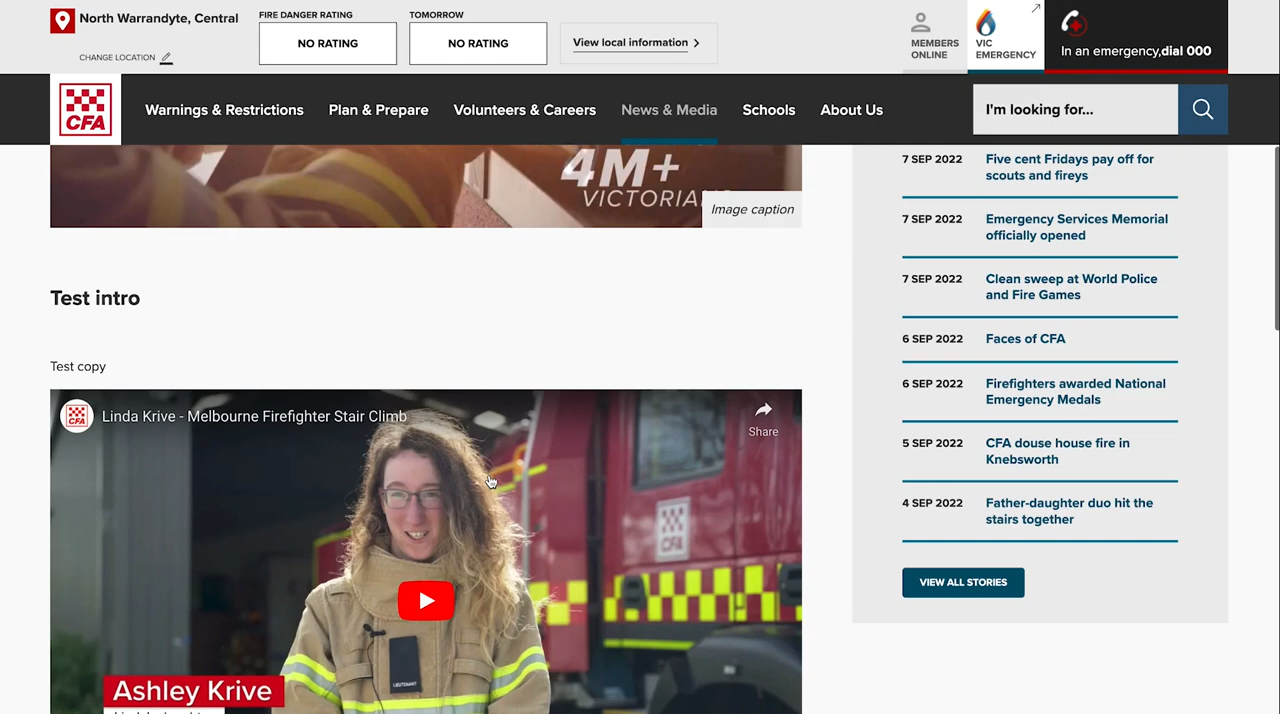 North Warrandyte, Central
CHANGE LOCATION
FIRE DANGER RATING
NO RATING
TOMORROW
NO RATING
View local information
MEMBERS
ONLINE
VIC
EMERGENCY
In an emergency,dial 000
CFA
Warnings & Restrictions
Plan & Prepare
Volunteers & Careers
News & Media
Schools
About Us
I'm looking for...
4M+
VICTORIA
Image caption
Test intro
Test copy
CFA
Linda Krive - Melbourne Firefighter Stair Climb
Share
CFA
LIEUTENANT
Ashley Krive
7 SEP 2022
Five cent Fridays pay off for
scouts and fireys
7 SEP 2022
Emergency Services Memorial
officially opened
7 SEP 2022
Clean sweep at World Police
and Fire Games
6 SEP 2022
Faces of CFA
6 SEP 2022
Firefighters awarded National
Emergency Medals
5 SEP 2022
CFA douse house fire in
Knebsworth
4 SEP 2022
Father-daughter duo hit the
stairs together
VIEW ALL STORIES